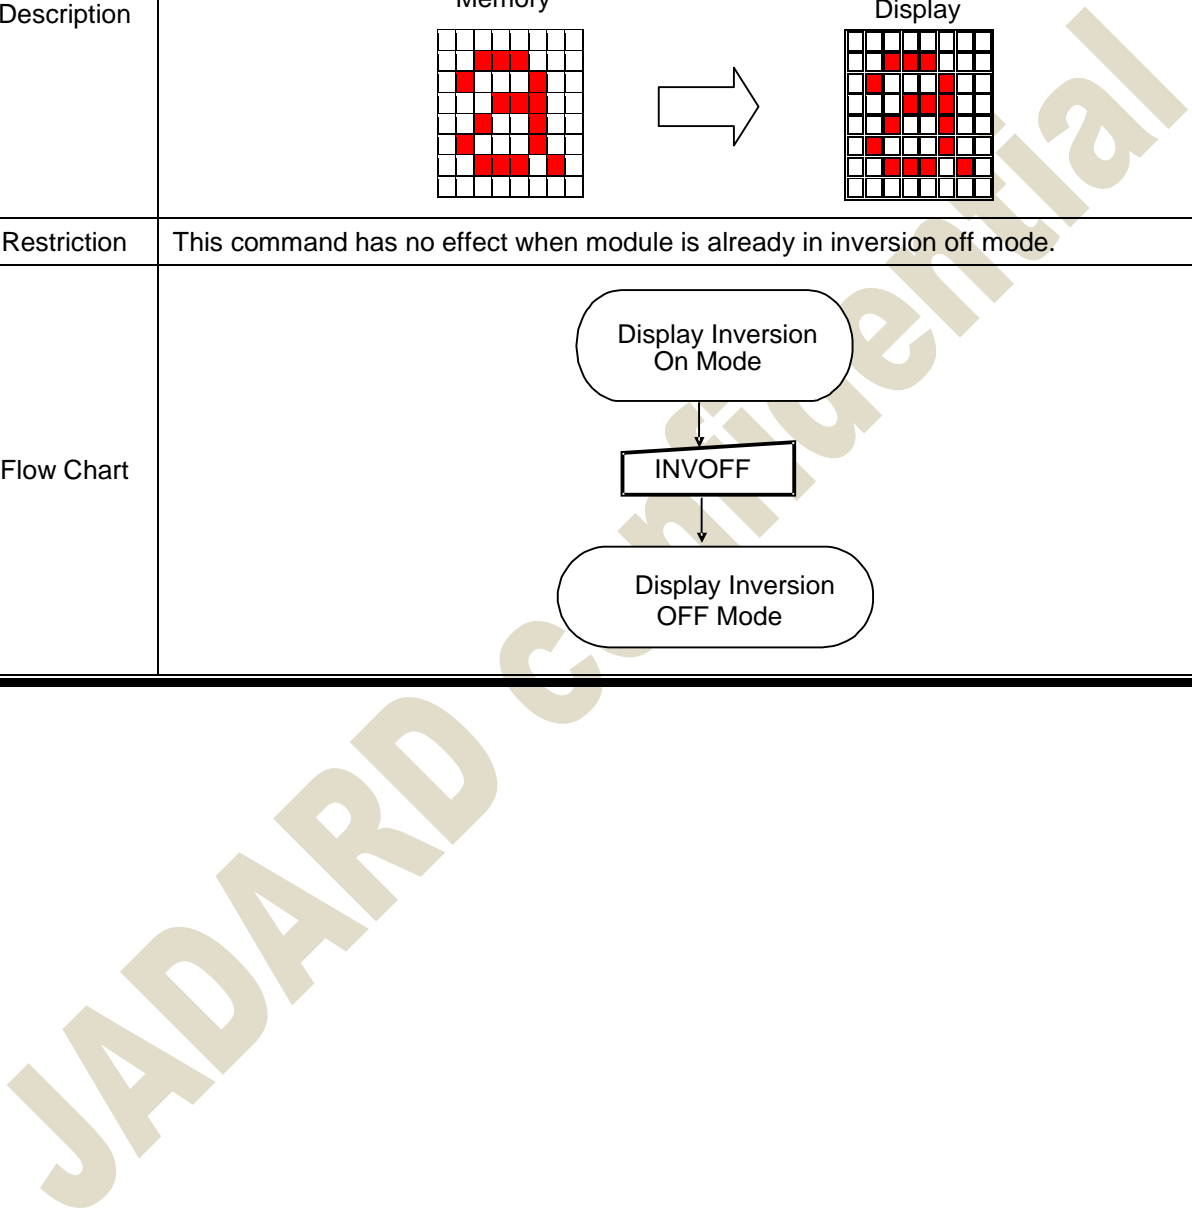 Description
Memory
Display
Restriction
This command has no effect when module is already in inversion off mode.
Flow Chart
Display Inversion
On Mode
INVOFF
Display Inversion
OFF Mode
JADARD confidential